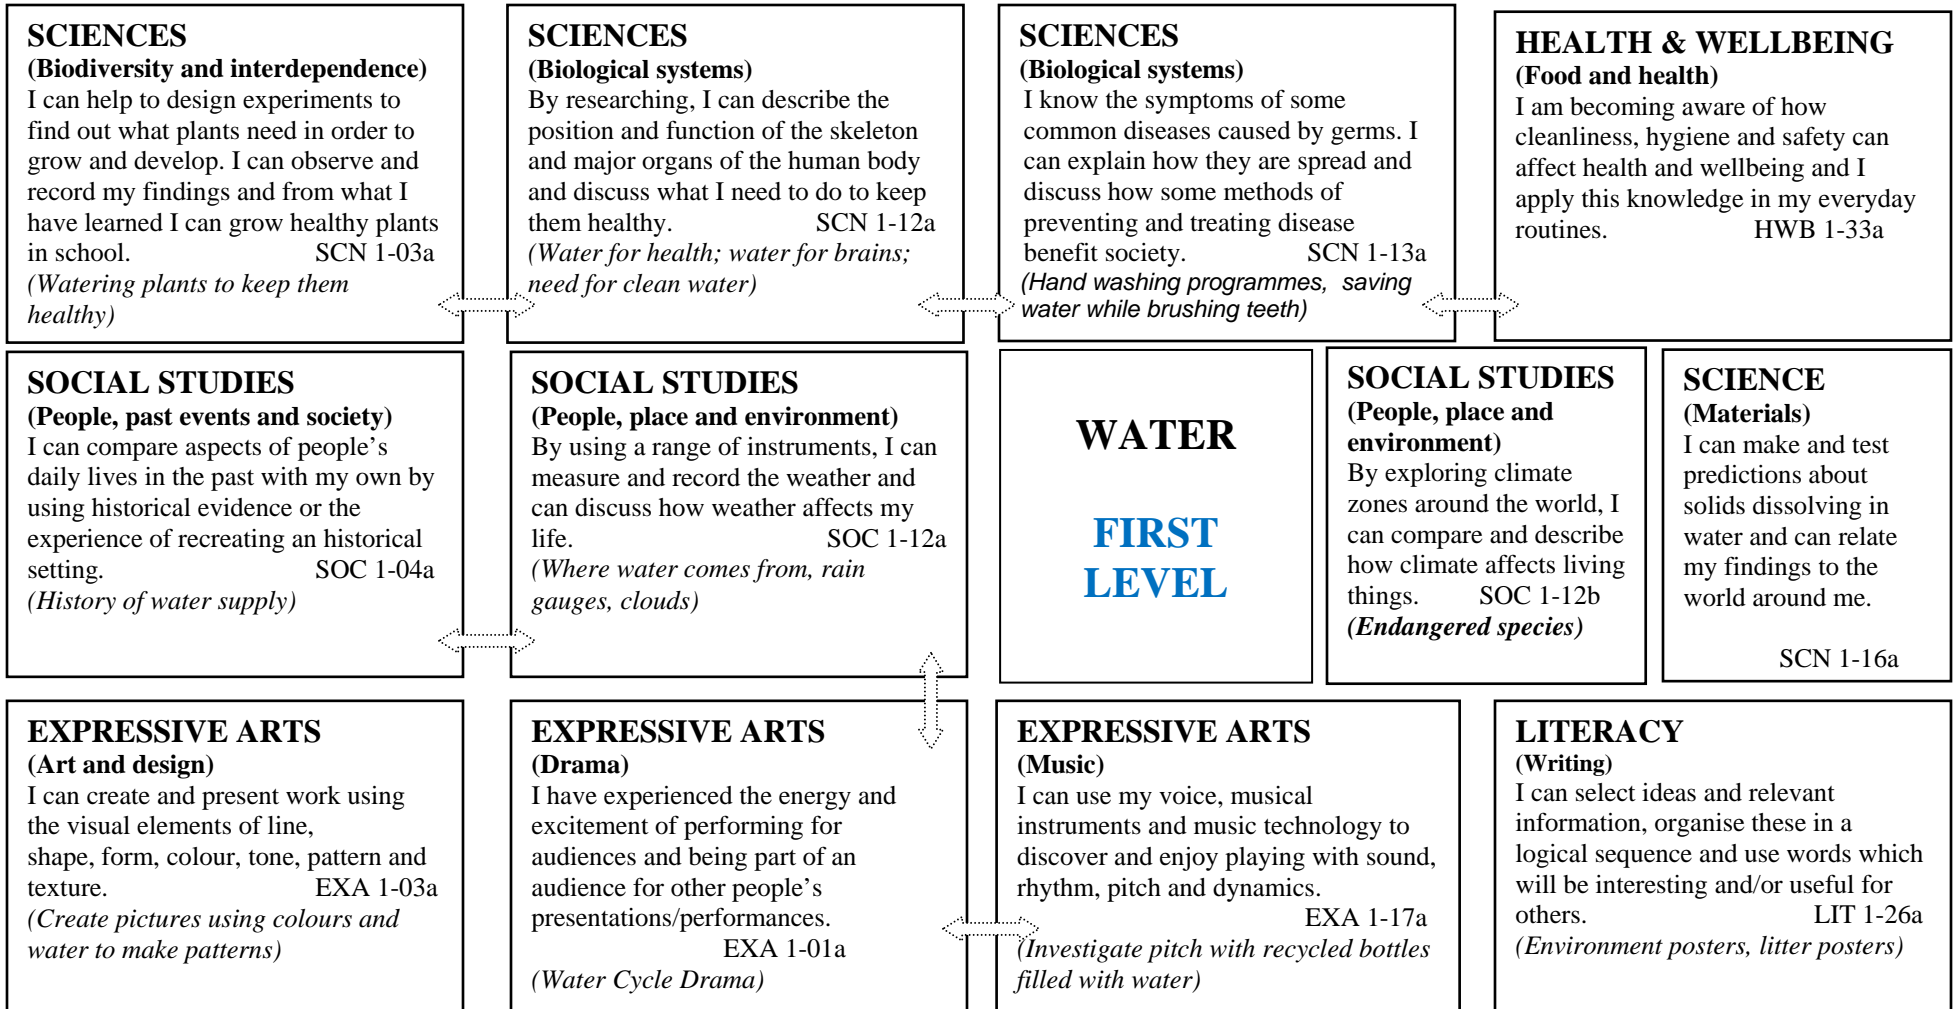 SCIENCES
(Biodiversity and interdependence)
I can help to design experiments to
find out what plants need in order to
grow and develop. I can observe and
record my findings and from what I
have learned I can grow healthy plants
in school. SCN 1-03a
(Watering plants to keep them
healthy)
SCIENCES
(Biological systems)
By researching, I can describe the
position and function of the skeleton
and major organs of the human body
and discuss what I need to do to keep
them healthy. SCN 1-12a
(Water for health; water for brains;
need for clean water)
SCIENCES
(Biological systems)
I know the symptoms of some
common diseases caused by germs. I
can explain how they are spread and
discuss how some methods of
preventing and treating disease
benefit society. SCN 1-13a
(Hand washing programmes, saving
water while brushing teeth)
HEALTH & WELLBEING
(Food and health)
I am becoming aware of how
cleanliness, hygiene and safety can
affect health and wellbeing and I
apply this knowledge in my everyday
routines. HWB 1-33a
SOCIAL STUDIES
(People, past events and society)
I can compare aspects of people’s
daily lives in the past with my own by
using historical evidence or the
experience of recreating an historical
setting. SOC 1-04a
(History of water supply)
SOCIAL STUDIES
(People, place and environment)
By using a range of instruments, I can
measure and record the weather and
can discuss how weather affects my
life. SOC 1-12a
(Where water comes from, rain
gauges, clouds)
WATER
FIRST
LEVEL
SOCIAL STUDIES
(People, place and
environment)
By exploring climate
zones around the world, I
can compare and describe
how climate affects living
things. SOC 1-12b
(Endangered species)
SCIENCE
(Materials)
I can make and test
predictions about
solids dissolving in
water and can relate
my findings to the
world around me.
SCN 1-16a
EXPRESSIVE ARTS
(Art and design)
I can create and present work using
the visual elements of line,
shape, form, colour, tone, pattern and
texture. EXA 1-03a
(Create pictures using colours and
water to make patterns)
EXPRESSIVE ARTS
(Drama)
I have experienced the energy and
excitement of performing for
audiences and being part of an
audience for other people’s
presentations/performances.
EXA 1-01a
(Water Cycle Drama)
EXPRESSIVE ARTS
(Music)
I can use my voice, musical
instruments and music technology to
discover and enjoy playing with sound,
rhythm, pitch and dynamics.
EXA 1-17a
(Investigate pitch with recycled bottles
filled with water)
LITERACY
(Writing)
I can select ideas and relevant
information, organise these in a
logical sequence and use words which
will be interesting and/or useful for
others. LIT 1-26a
(Environment posters, litter posters)